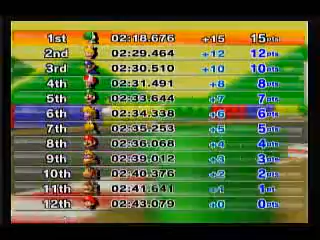 1st 02:18.676 +15 15pts.
2nd 02:29.464 +12 12pts.
3rd 02:30.510 +10 10pts.
4th 02:31.491 +8 8pts.
5th 02:33.644 +7 7pts.
6th 02:34.338 +6 6pts.
7th 02:35.253 +5 5pts.
8th 02:36.068 +4 4pts.
9th 02:39.012 +3 3pts.
10th 02:40.376 +2 2pts.
11th 02:41.641 +1 1pt.
12th 02:43.079 +0 0pts.